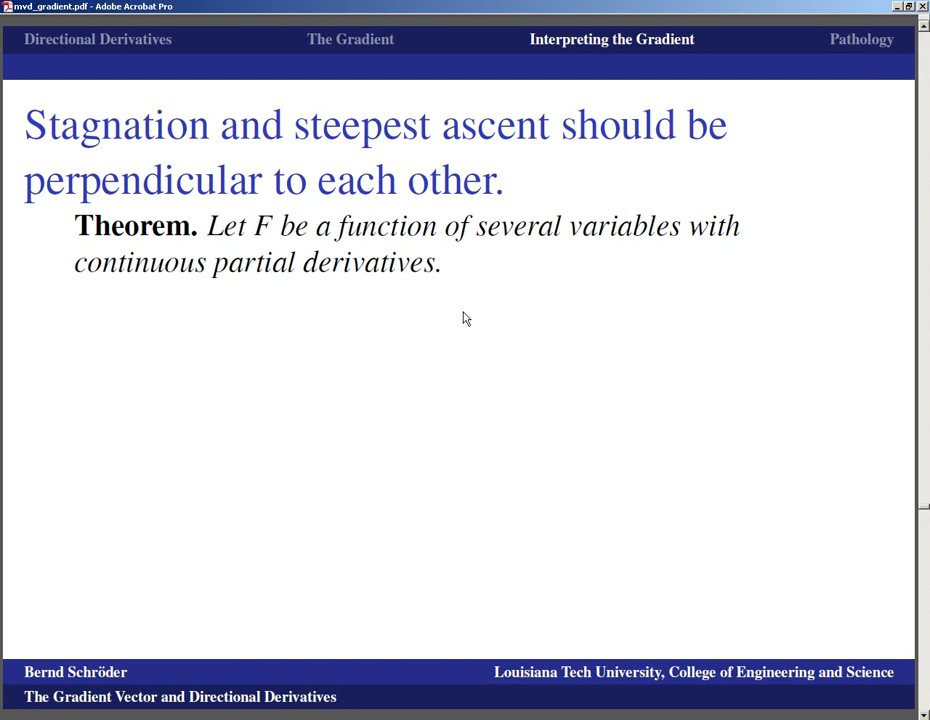 mvd_gradient.pdf - Adobe Acrobat Pro
Directional Derivatives The Gradient Interpreting the Gradient Pathology
Stagnation and steepest ascent should be
perpendicular to each other.
Theorem. Let F be a function of several variables with
continuous partial derivatives.
Bernd Schröder Louisiana Tech University, College of Engineering and Science
The Gradient Vector and Directional Derivatives